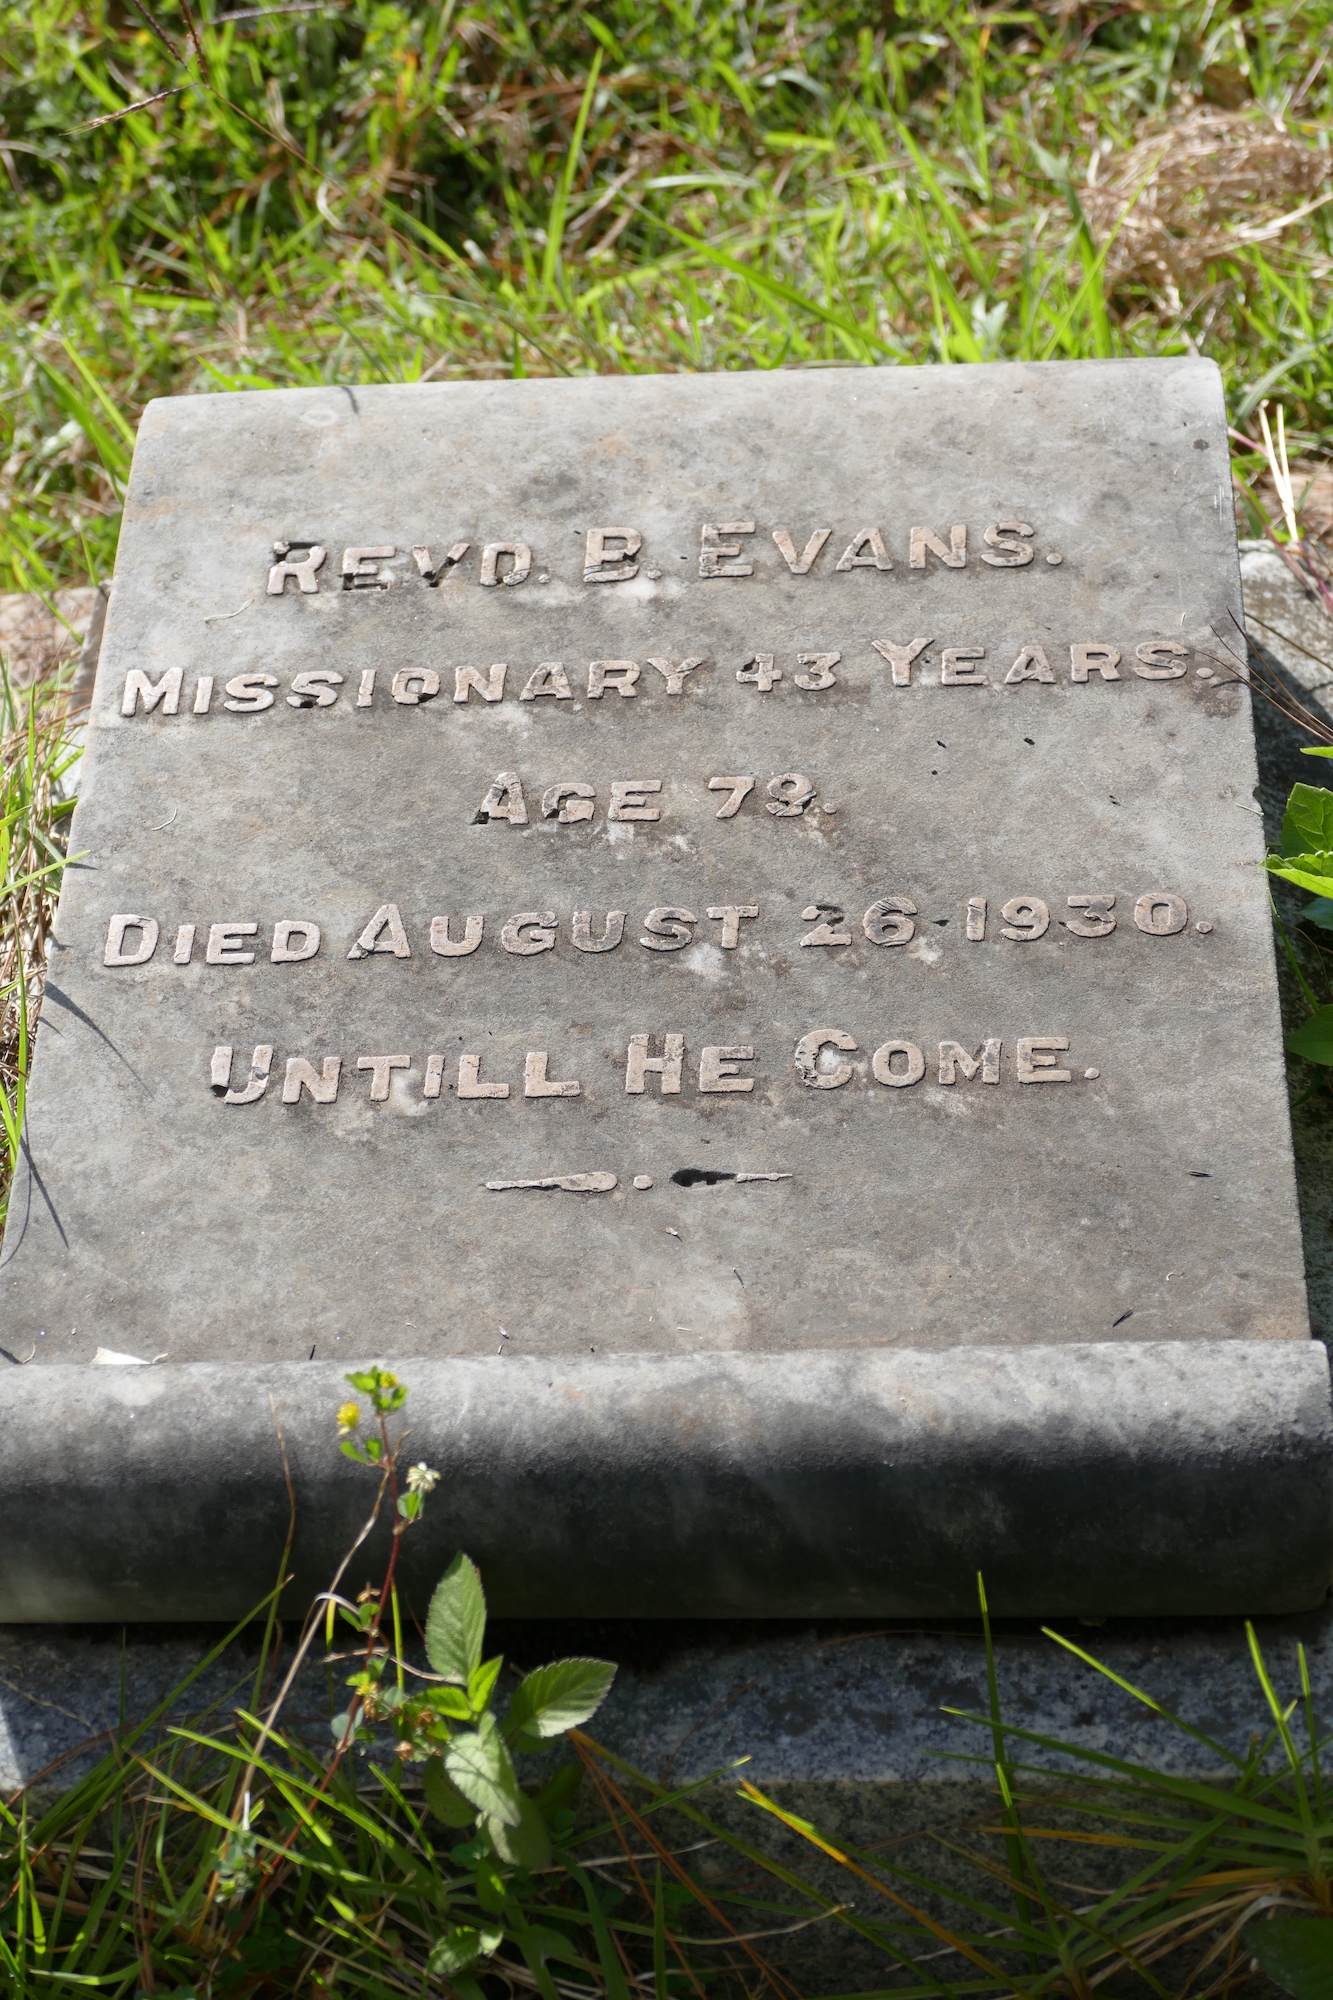 REVD. B. EVANS.
MISSIONARY 43 YEARS.
AGE 79.
DIED AUGUST 26 1930.
UNTILL HE COME.